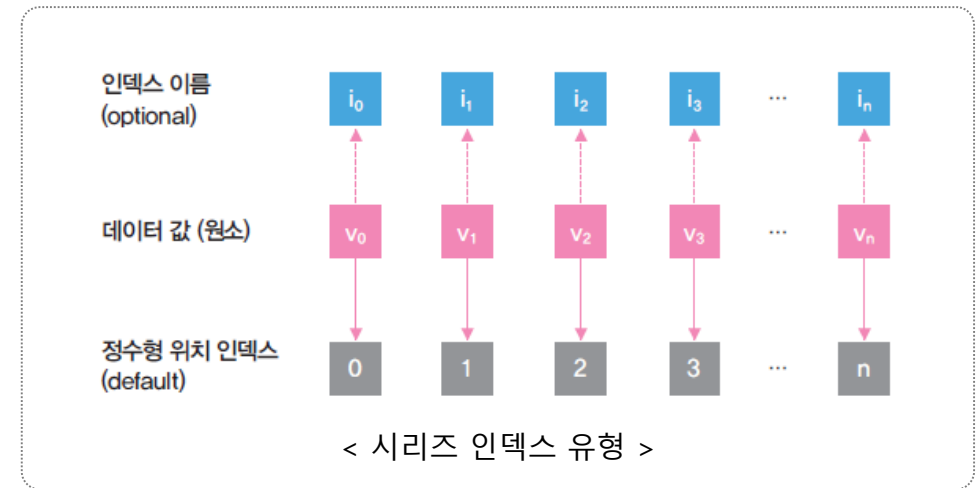 인덱스 이름
(optional)
i₀ i₁ i₂ i₃ ... iₙ
데이터 값 (원소)
v₀ v₁ v₂ v₃ ... vₙ
정수형 위치 인덱스
(default)
0 1 2 3 ... n
< 시리즈 인덱스 유형 >